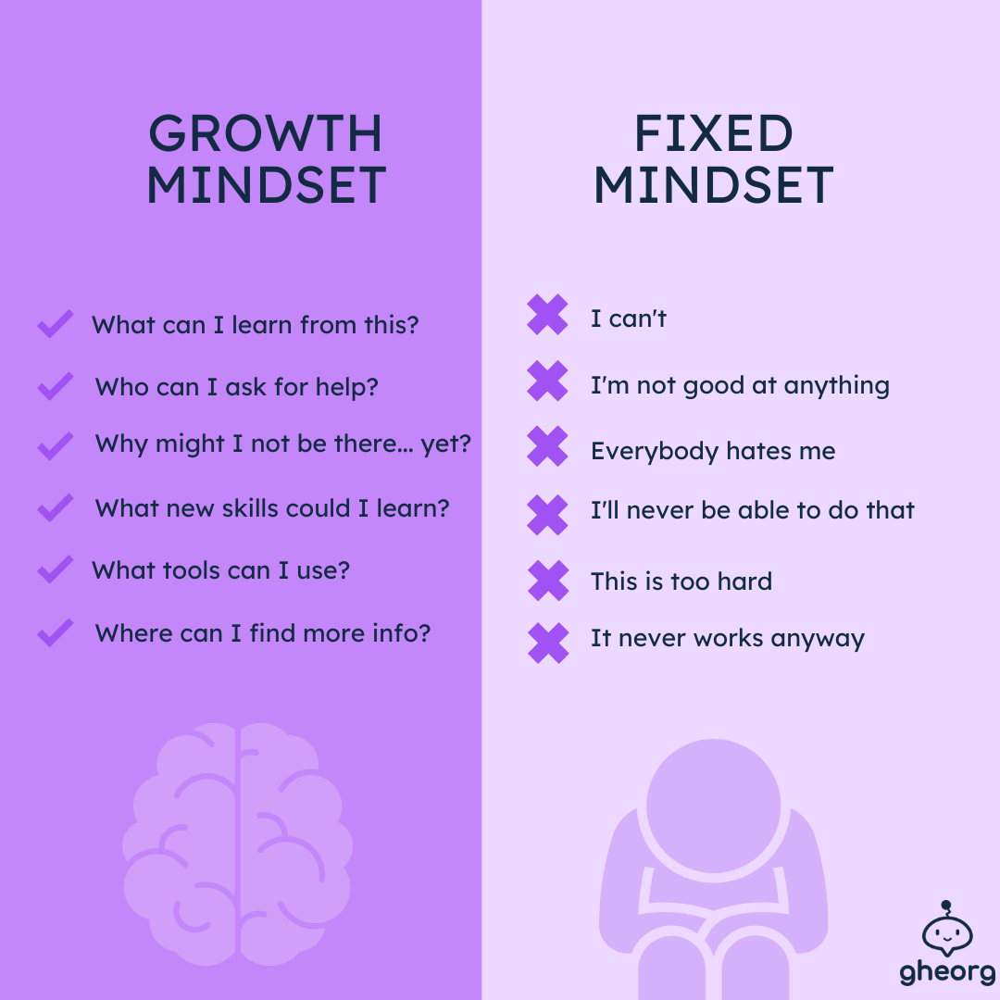 GROWTH
MINDSET
What can I learn from this?
Who can I ask for help?
Why might I not be there... yet?
What new skills could I learn?
What tools can I use?
Where can I find more info?
FIXED
MINDSET
I can't
I'm not good at anything
Everybody hates me
I'll never be able to do that
This is too hard
It never works anyway
gheorg